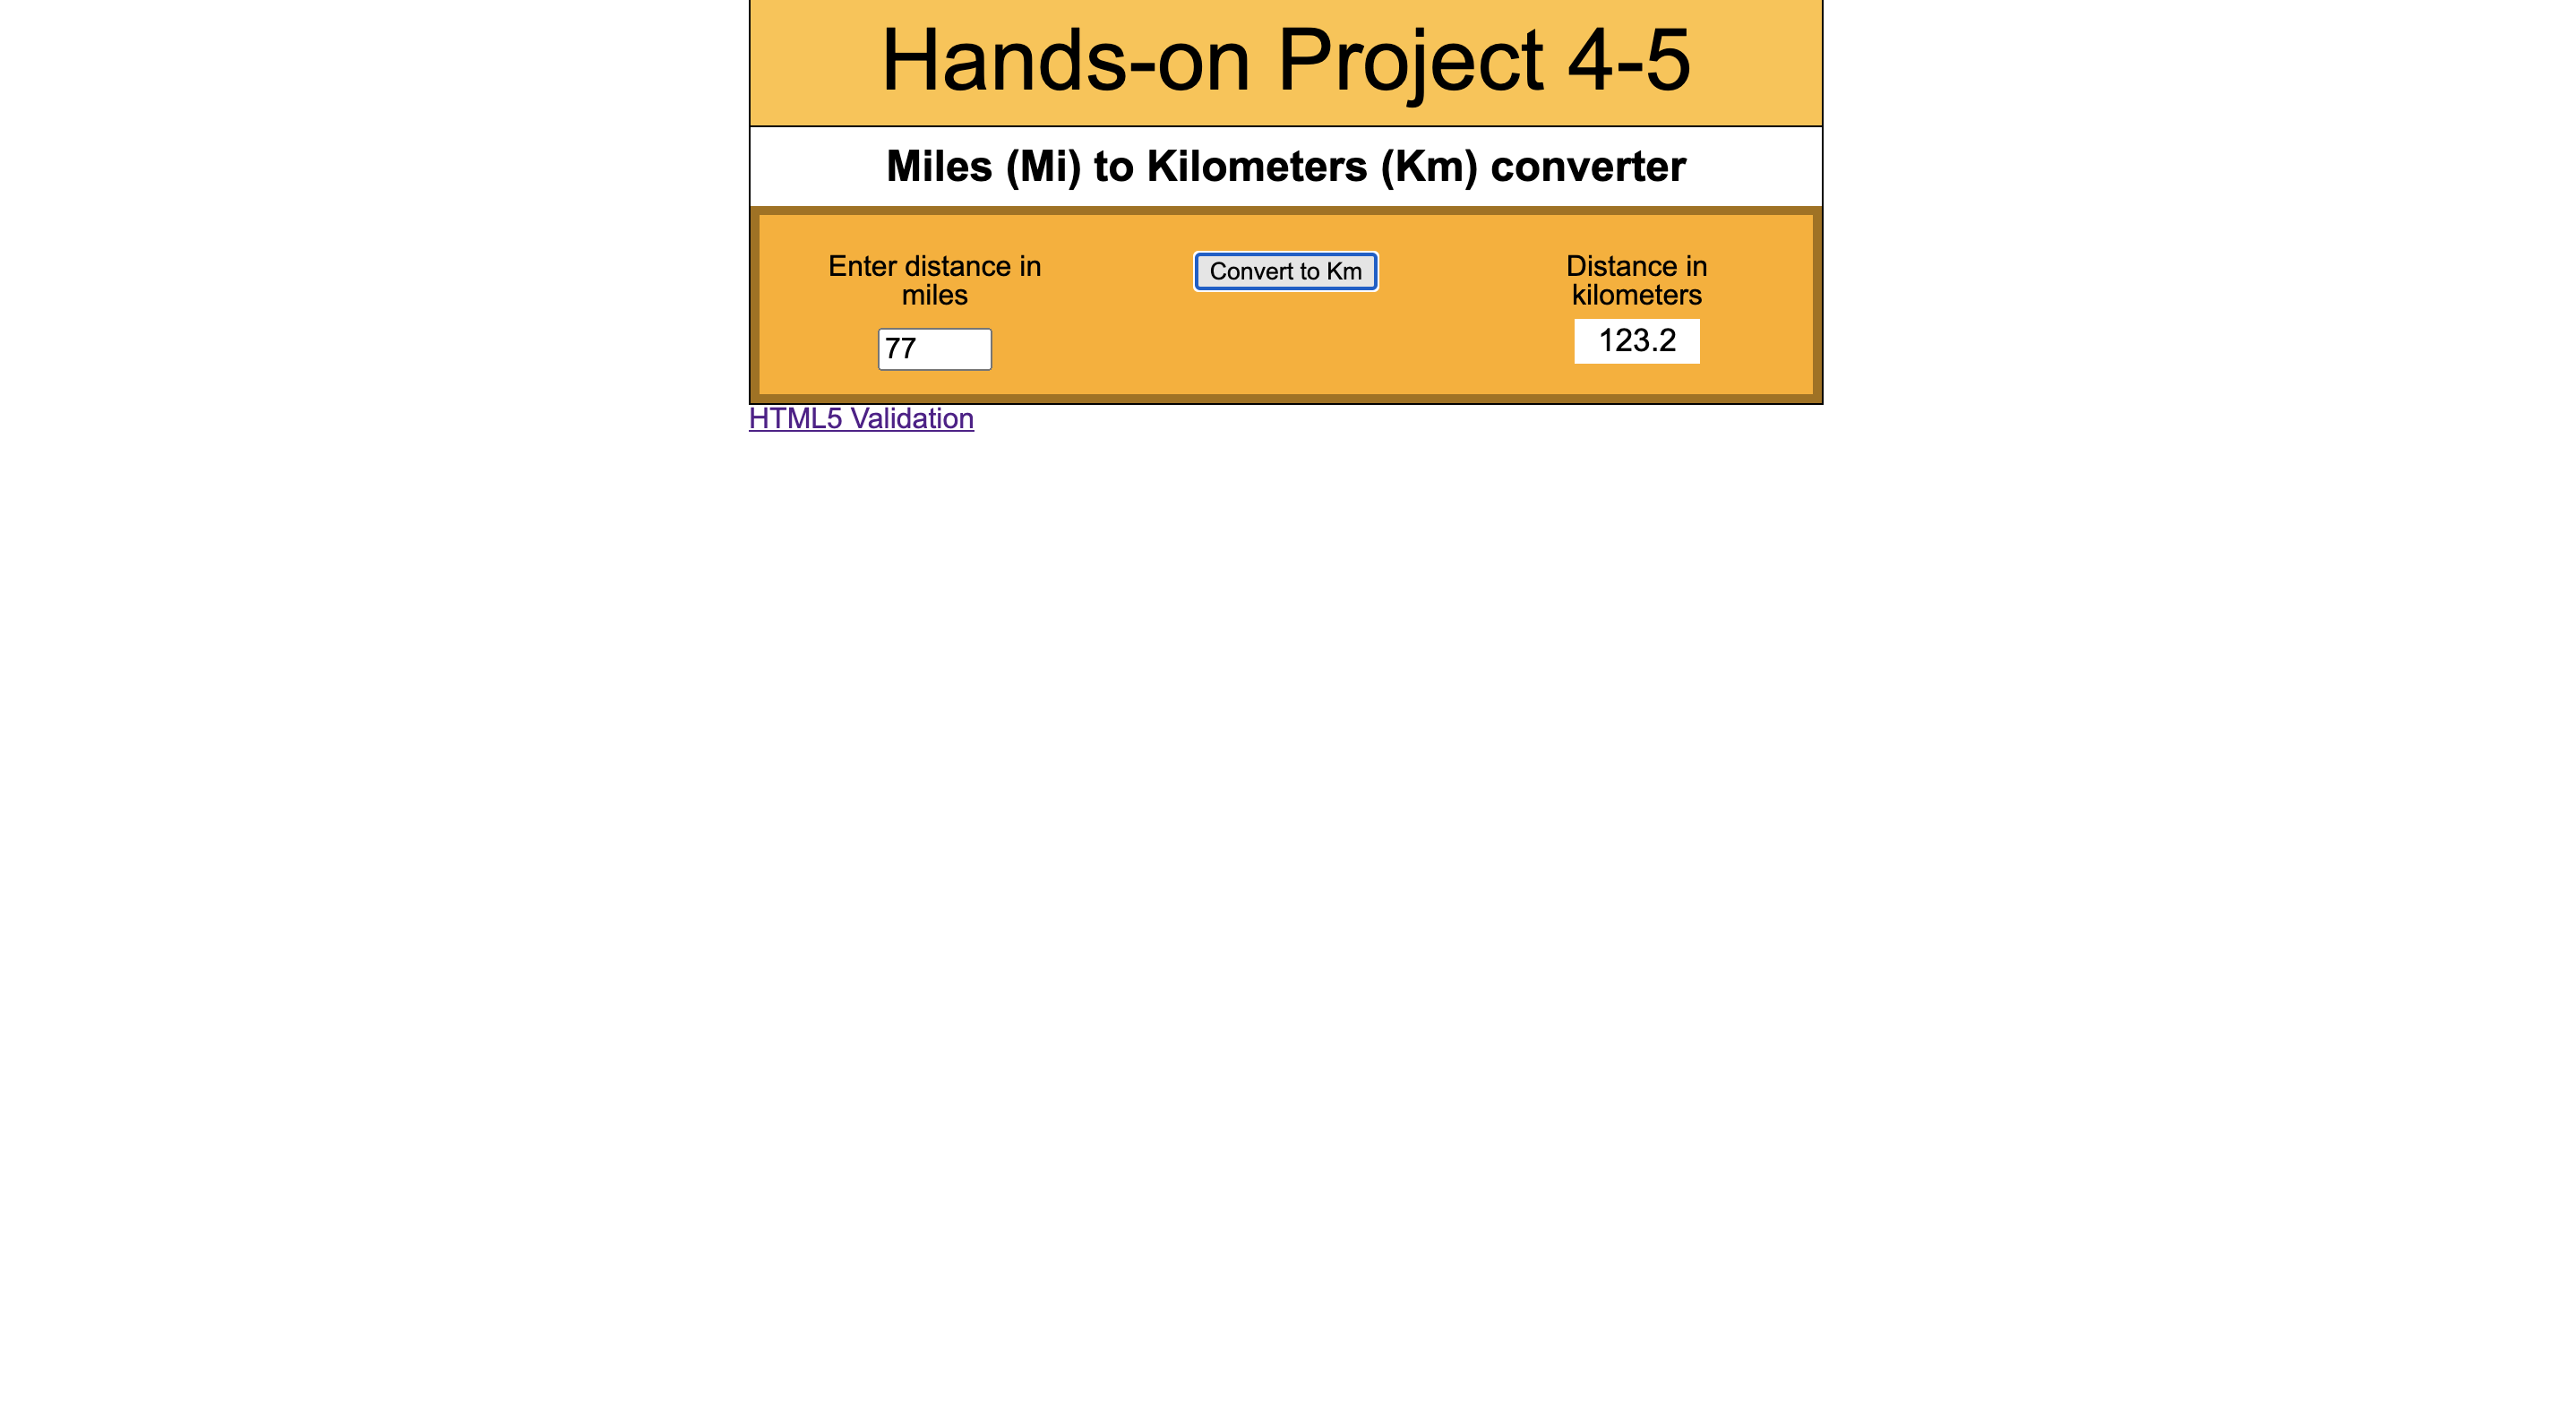 Hands-on Project 4-5
Miles (Mi) to Kilometers (Km) converter
Enter distance in
miles
77
Convert to Km
Distance in
kilometers
123.2
HTML5 Validation